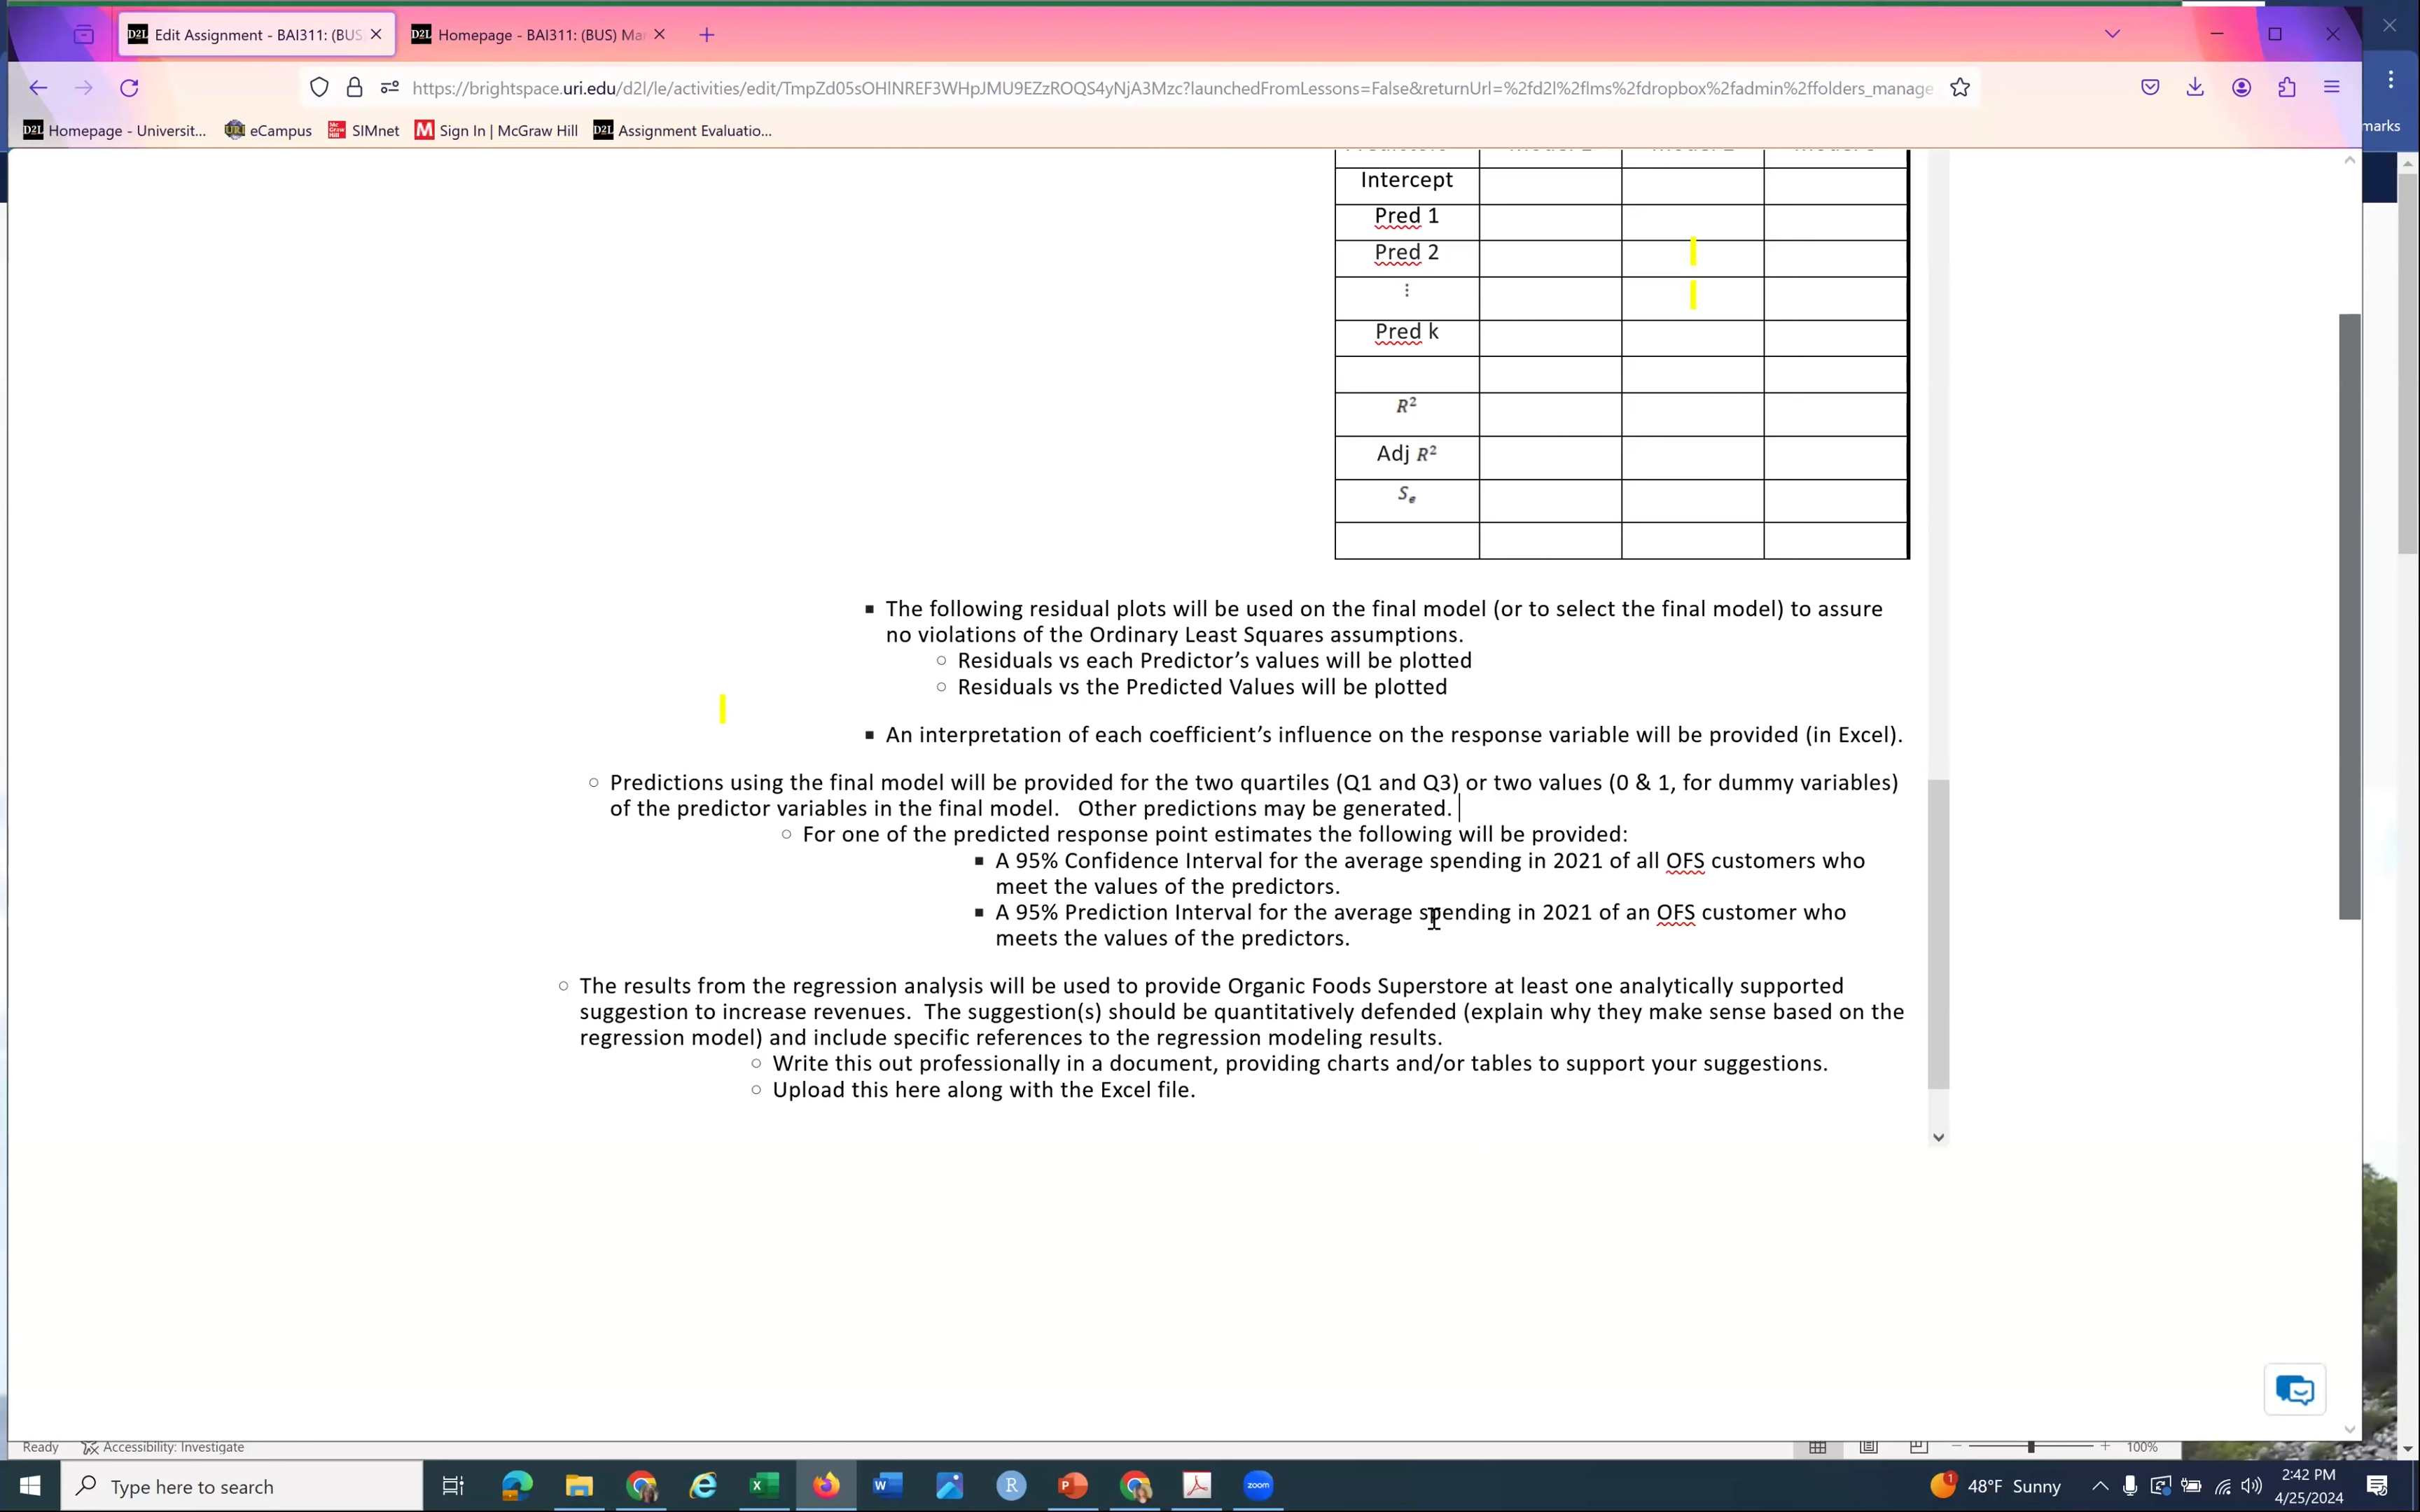 Edit Assignment - BAI311: (BUS
Homepage - BAI311: (BUS) Ma
https://brightspace.uri.edu/d2l/le/activities/edit/TmpZd05sOHlNREF3WHpJMU9EZzROQS4yNjA3Mzc?launchedFromLessons=False&returnUrl=%2fd2l%2flms%2fdropbox%2fadmin%2ffolders_manage
D2L Homepage - Universit... eCampus SIMnet Sign In | McGraw Hill D2L Assignment Evaluatio...
marks
Intercept
Pred 1
Pred 2
⋮
Pred k
R²
Adj R²
Sₑ
▪ The following residual plots will be used on the final model (or to select the final model) to assure
no violations of the Ordinary Least Squares assumptions.
○ Residuals vs each Predictor’s values will be plotted
○ Residuals vs the Predicted Values will be plotted
▪ An interpretation of each coefficient’s influence on the response variable will be provided (in Excel).
○ Predictions using the final model will be provided for the two quartiles (Q1 and Q3) or two values (0 & 1, for dummy variables)
of the predictor variables in the final model. Other predictions may be generated.
○ For one of the predicted response point estimates the following will be provided:
▪ A 95% Confidence Interval for the average spending in 2021 of all OFS customers who
meet the values of the predictors.
▪ A 95% Prediction Interval for the average spending in 2021 of an OFS customer who
meets the values of the predictors.
○ The results from the regression analysis will be used to provide Organic Foods Superstore at least one analytically supported
suggestion to increase revenues. The suggestion(s) should be quantitatively defended (explain why they make sense based on the
regression model) and include specific references to the regression modeling results.
○ Write this out professionally in a document, providing charts and/or tables to support your suggestions.
○ Upload this here along with the Excel file.
Ready Accessibility: Investigate 100%
Type here to search
zoom
48°F Sunny
2:42 PM
4/25/2024